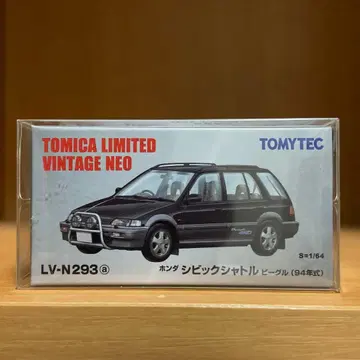 TOMICA LIMITED
VINTAGE NEO
TOMYTEC
S=1/64
LV-N293 ⓐ
ホンダ シビックシャトル ビーグル (94年式)